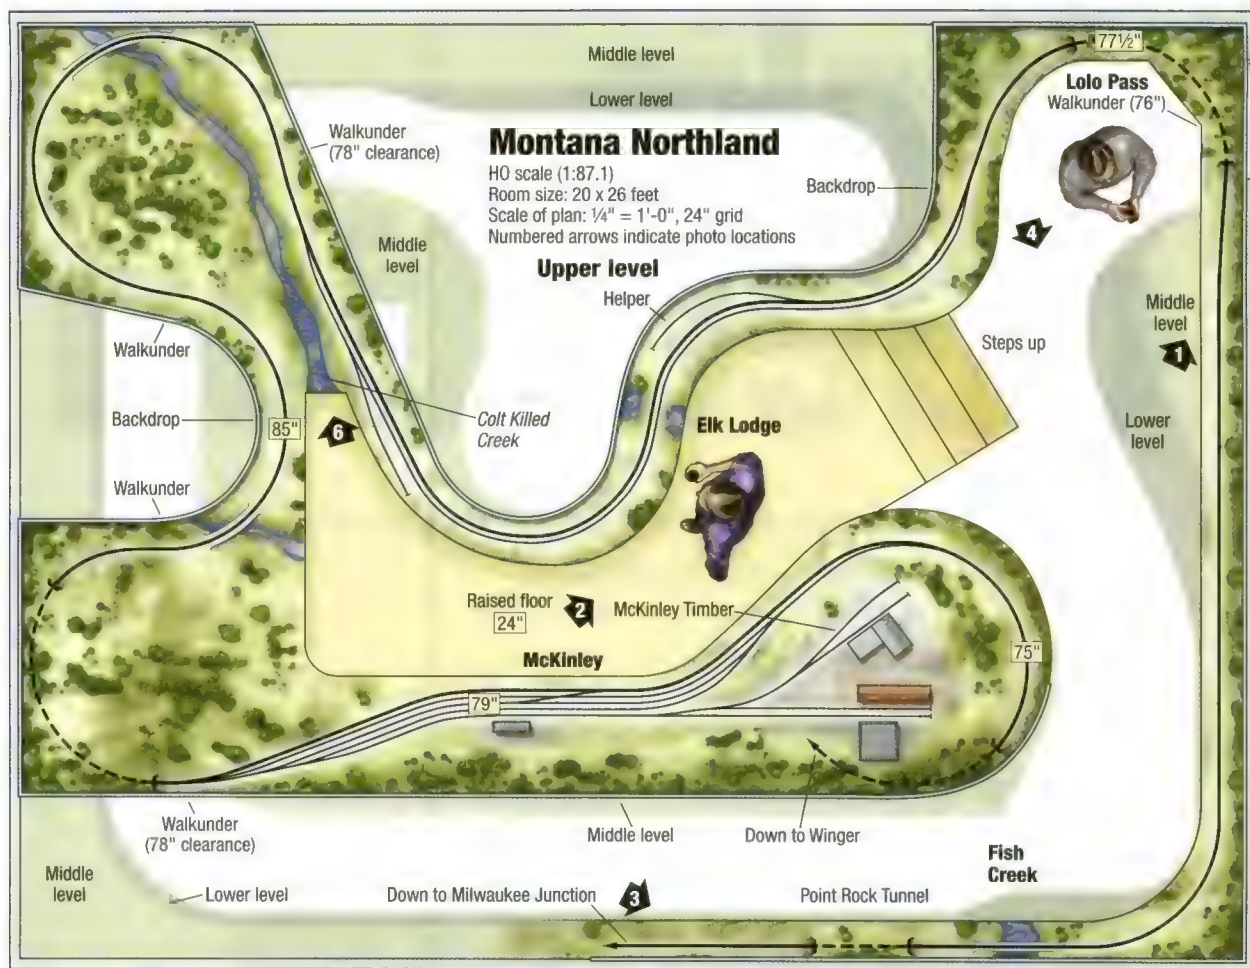 Middle level
Lower level
77½"
Lolo Pass
Walkunder (76")
Walkunder
(78" clearance)
Montana Northland
HO scale (1:87.1)
Room size: 20 x 26 feet
Scale of plan: ¼" = 1'-0", 24" grid
Numbered arrows indicate photo locations
Backdrop
4
Middle
level
Upper level
Helper
Middle
level
1
Steps up
Walkunder
Backdrop
85"
6
Colt Killed
Creek
Elk Lodge
Lower
level
Walkunder
Raised floor
24"
2
McKinley Timber
McKinley
75"
79"
Walkunder
(78" clearance)
Middle level
Down to Winger
Fish
Creek
Middle
level
Lower level
Down to Milwaukee Junction
3
Point Rock Tunnel